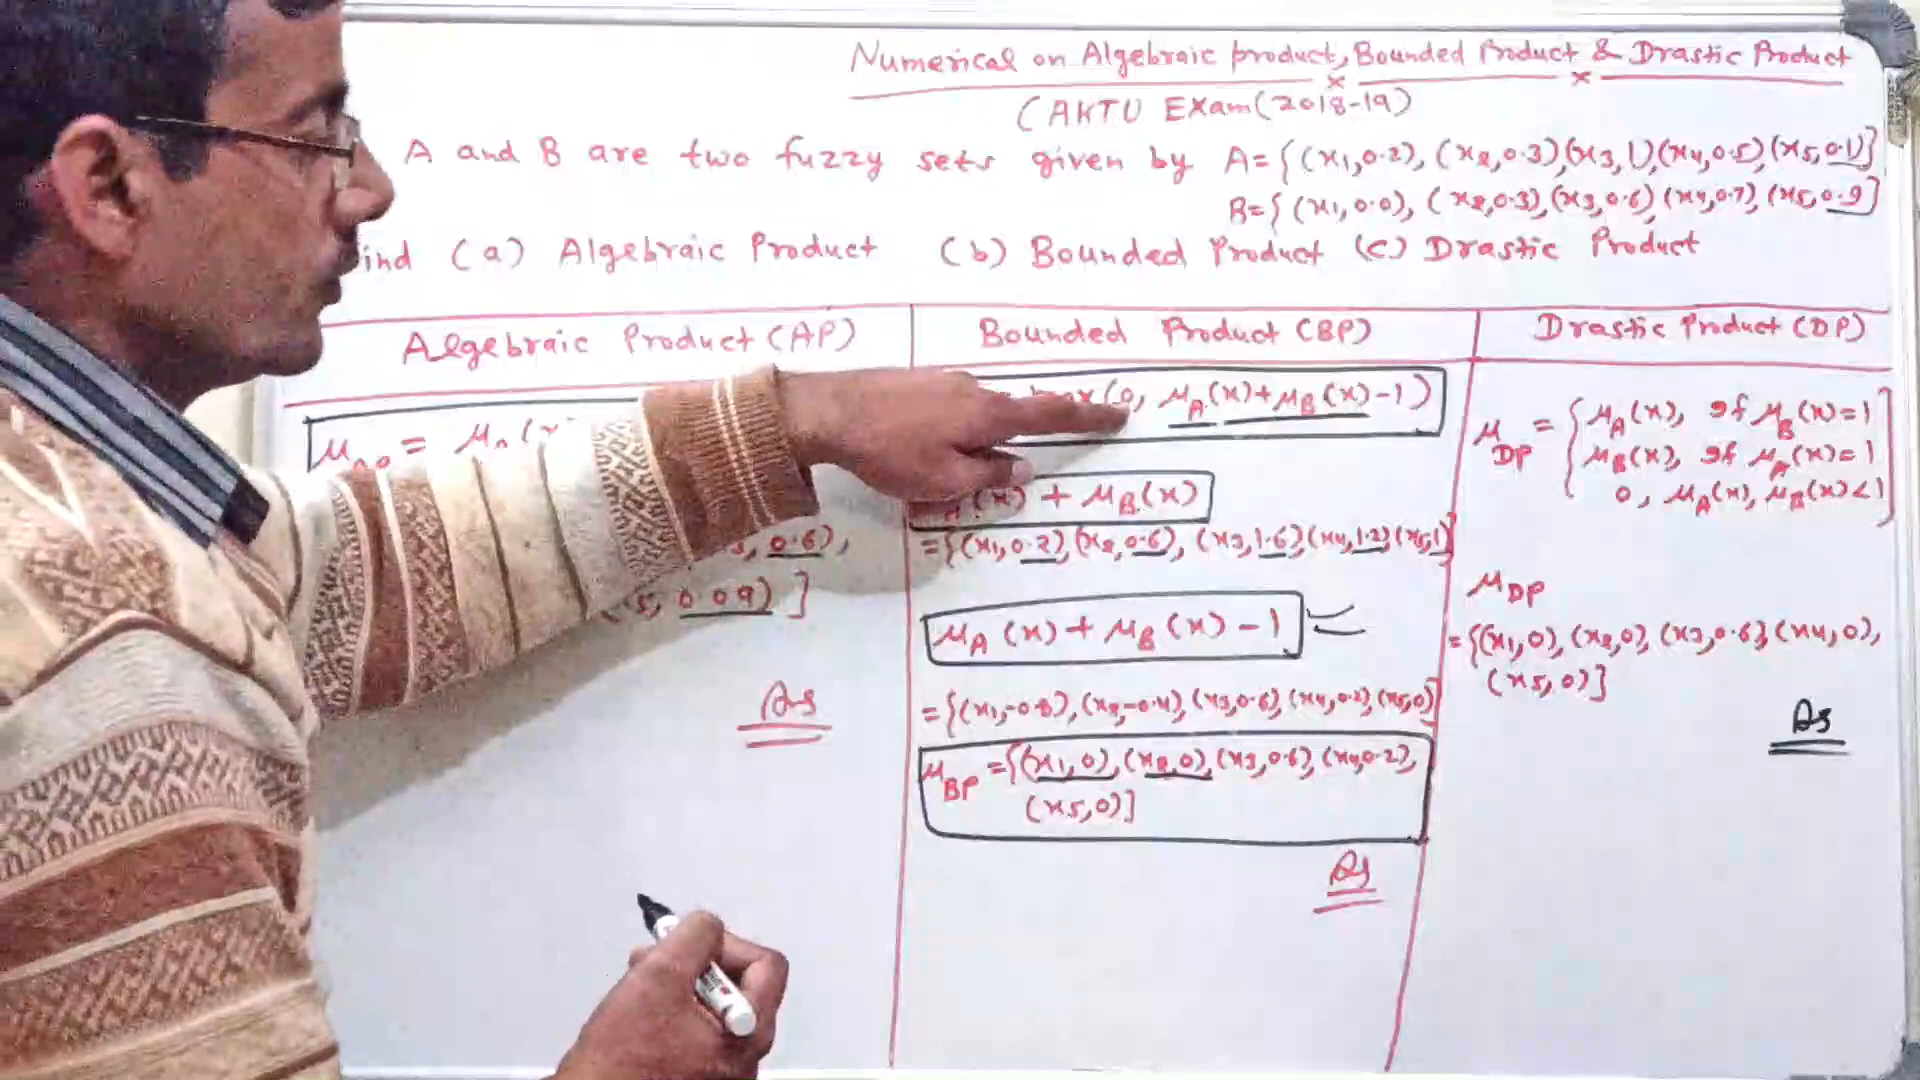 Numerical on Algebraic product, Bounded Product & Drastic Product
(AKTU Exam(2018-19)
A and B are two fuzzy sets given by A={(x1,0.2), (x2,0.3),(x3,1),(x4,0.5),(x5,0.1)]
B={(x1,0.0), (x2,0.3),(x3,0.6),(x4,0.7),(x5,0.9]
ind (a) Algebraic Product (b) Bounded Product (c) Drastic Product
Algebraic Product (AP)
μ =
0.6),
5, 0.09)]
As
Bounded Product (BP)
(0, μA(x)+μB(x)-1)
(x) + μB(x)
={(x1,0.2),(x2,0.6),(x3,1.6),(x4,1.2),(x5,1]
μA(x)+μB(x)-1
={(x1,-0.8),(x2,-0.4),(x3,0.6),(x4,0.2),(x5,0]
μBP={(x1,0),(x2,0),(x3,0.6),(x4,0.2),
(x5,0)]
As
Drastic Product (DP)
μDP = { μA(x), If μB(x)=1
μB(x), If μA(x)=1
0, μA(x), μB(x)<1
μDP
={(x1,0),(x2,0),(x3,0.6),(x4,0),
(x5,0)]
As